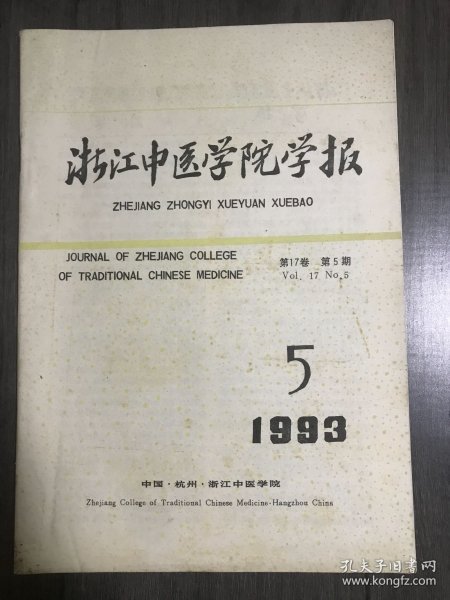 浙江中医学院学报
ZHEJIANG ZHONGYI XUEYUAN XUEBAO
JOURNAL OF ZHEJIANG COLLEGE
OF TRADITIONAL CHINESE MEDICINE
第17卷 第5期
Vol. 17 No.5
5
1993
中国·杭州·浙江中医学院
Zhejiang College of Traditional Chinese Medicine·Hangzhou China
孔夫子旧书网
www.kongfz.com